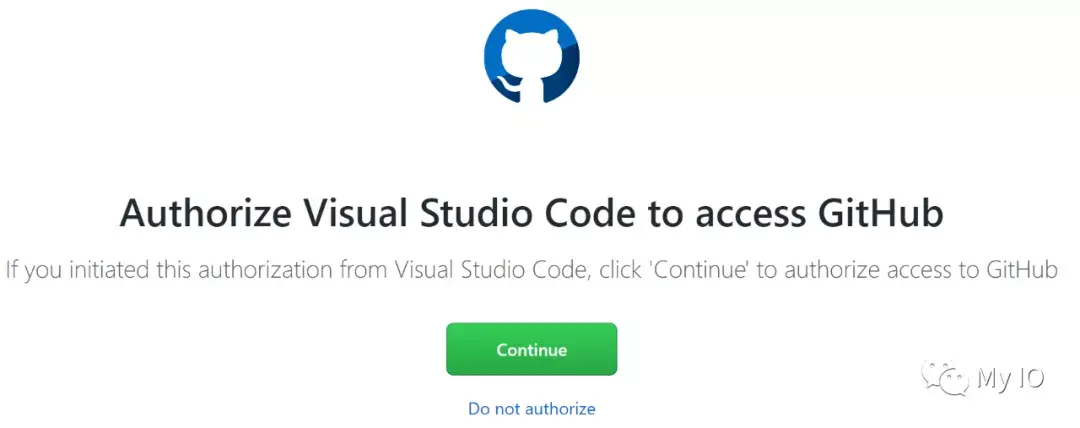 Authorize Visual Studio Code to access GitHub
If you initiated this authorization from Visual Studio Code, click 'Continue' to authorize access to GitHub
Continue
My IO
Do not authorize